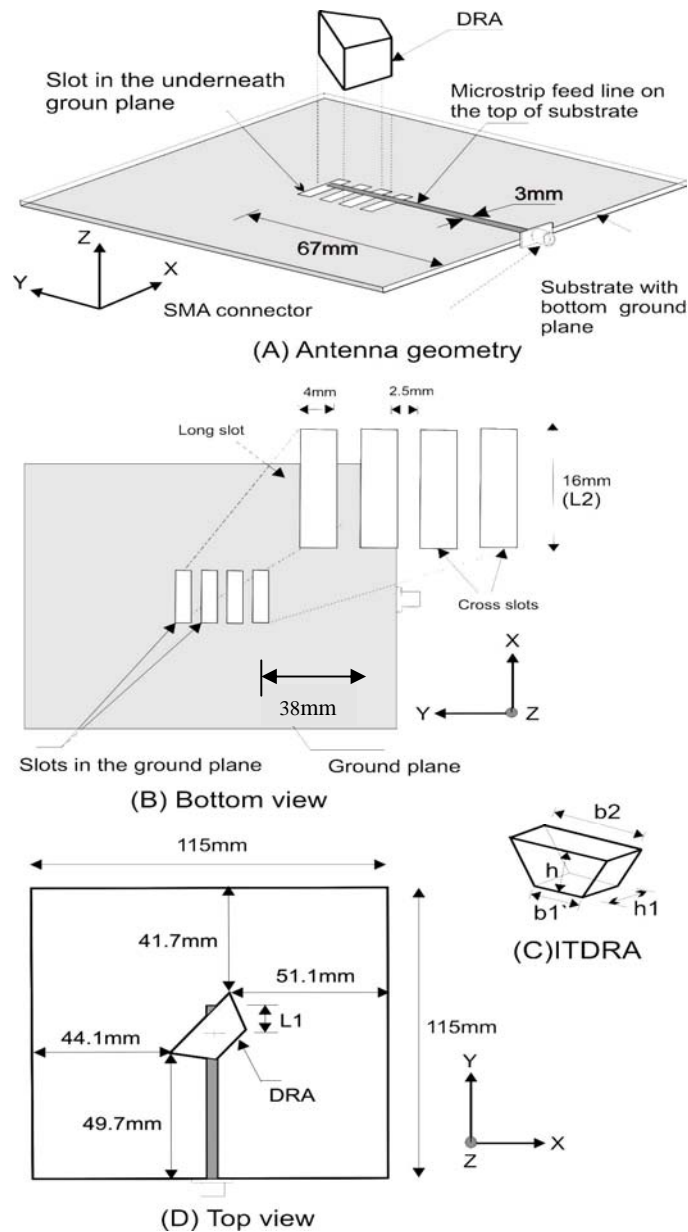 DRA
Slot in the underneath
groun plane
Microstrip feed line on
the top of substrate
3mm
67mm
Z
Y
X
SMA connector
Substrate with
bottom ground
plane
(A) Antenna geometry
4mm
2.5mm
Long slot
16mm
(L2)
Cross slots
X
38mm
Y
Z
Slots in the ground plane
Ground plane
(B) Bottom view
115mm
b2
h
b1`
h1
(C)ITDRA
41.7mm
51.1mm
L1
115mm
44.1mm
DRA
49.7mm
Y
X
Z
(D) Top view